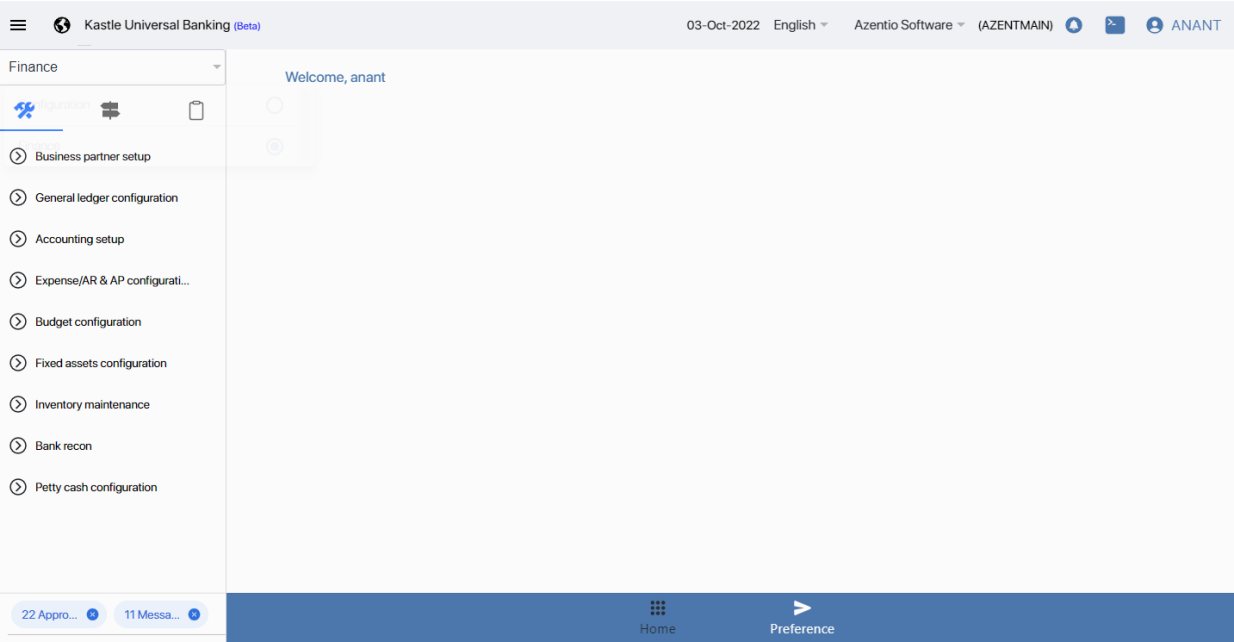 Kastle Universal Banking (Beta) 03-Oct-2022 English Azentio Software (AZENTMAIN) ANANT
Finance
Welcome, anant
Business partner setup
General ledger configuration
Accounting setup
Expense/AR & AP configurati...
Budget configuration
Fixed assets configuration
Inventory maintenance
Bank recon
Petty cash configuration
22 Appro... 11 Messa...
Home Preference